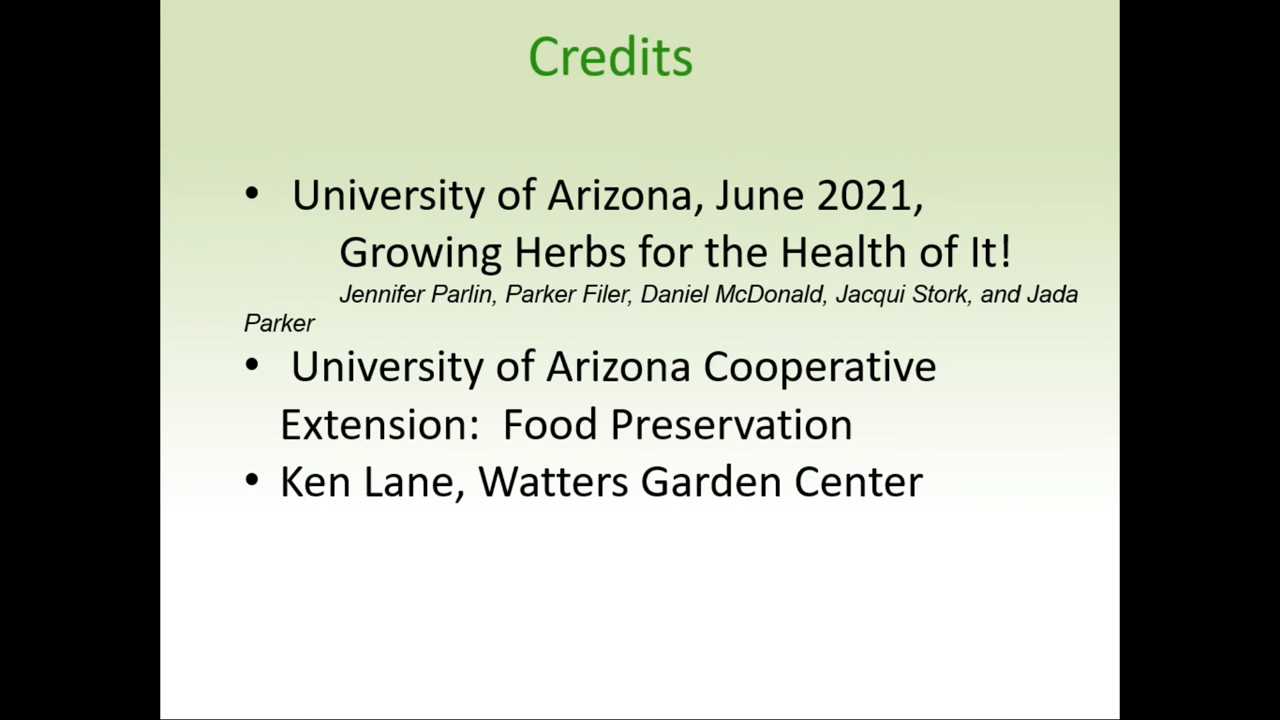 Credits
• University of Arizona, June 2021,
Growing Herbs for the Health of It!
Jennifer Parlin, Parker Filer, Daniel McDonald, Jacqui Stork, and Jada
Parker
• University of Arizona Cooperative
Extension: Food Preservation
• Ken Lane, Watters Garden Center